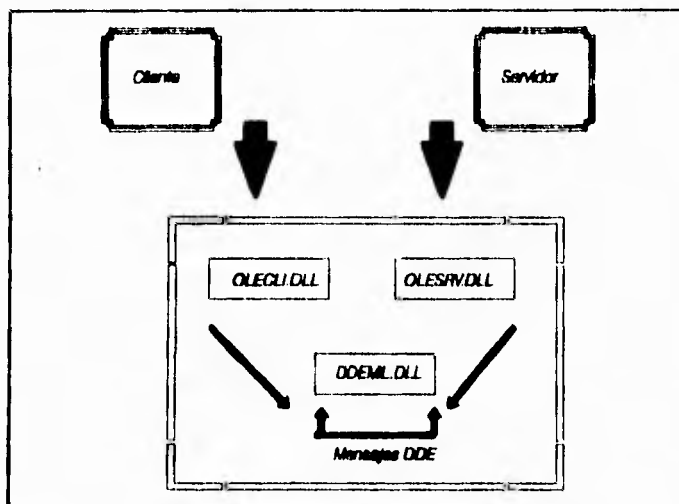 Cliente
Servidor
OLECLI.DLL
OLESRV.DLL
DDEML.DLL
Mensajes DDE